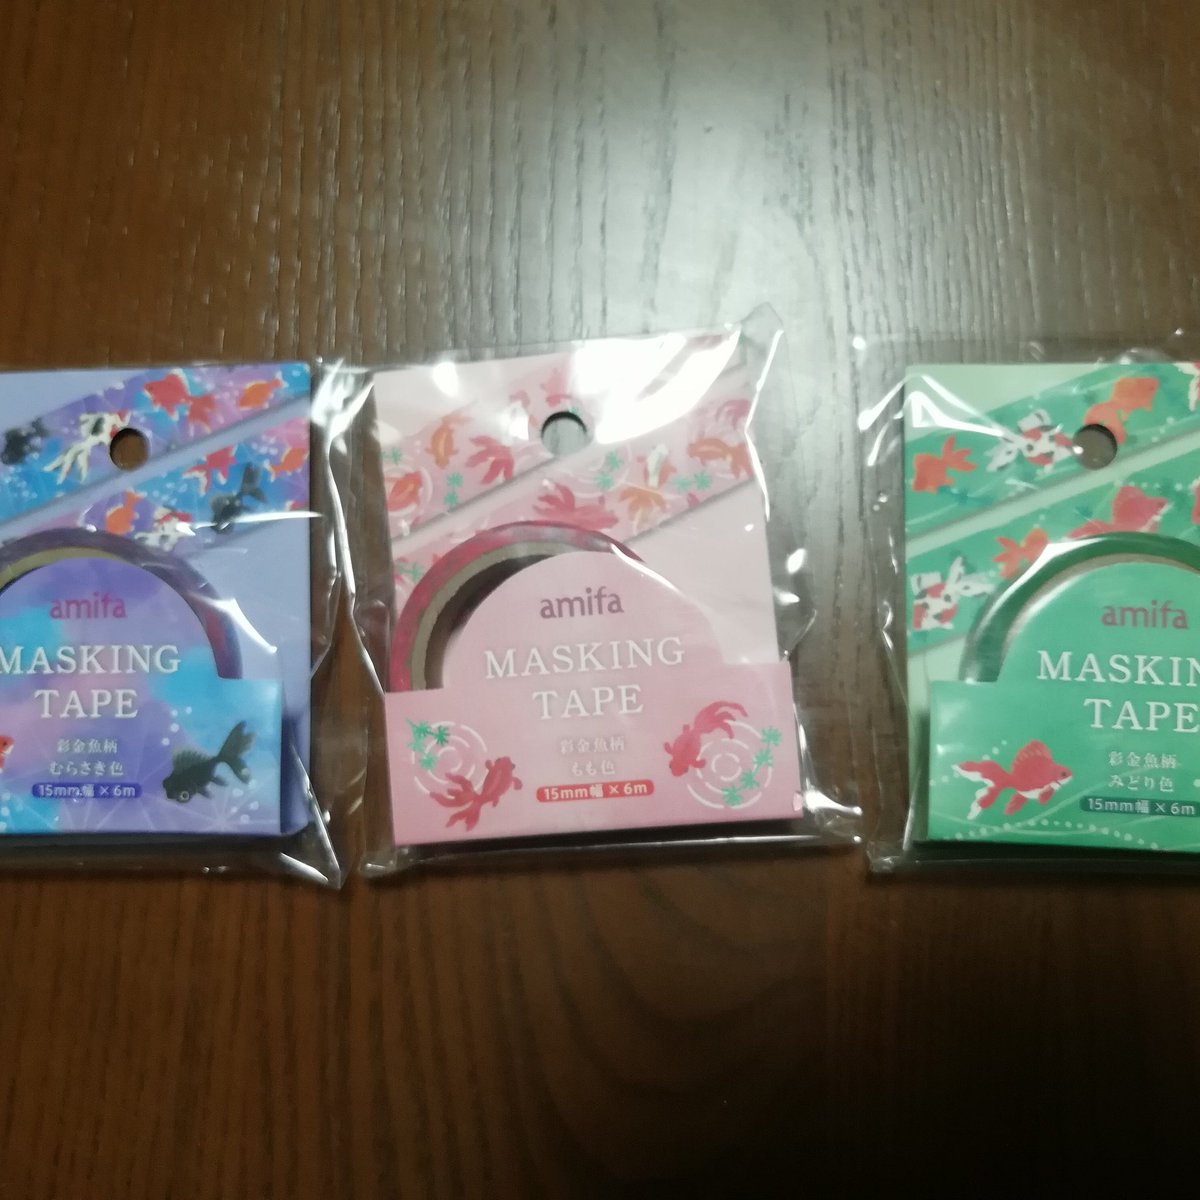 amifa
MASKING
TAPE
彩金魚柄
むらさき色
15mm幅×6m
amifa
MASKING
TAPE
彩金魚柄
もも色
15mm幅×6m
amifa
MASKIN
TAPE
彩金魚柄
みどり色
15mm幅×6m